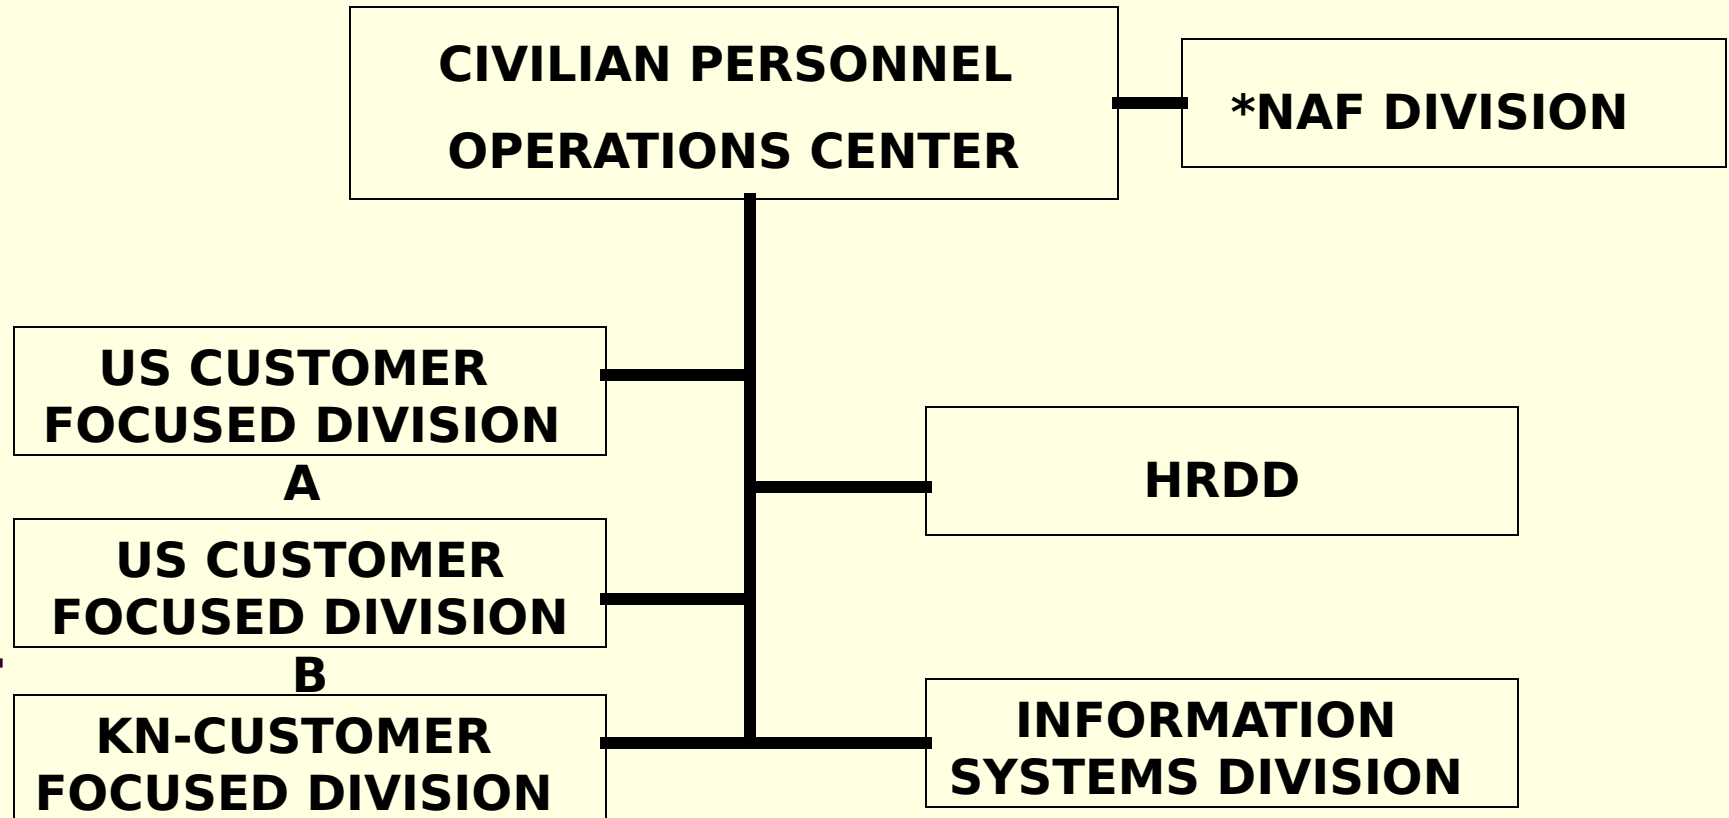 CIVILIAN PERSONNEL
OPERATIONS CENTER
*NAF DIVISION
US CUSTOMER
FOCUSED DIVISION
A
HRDD
US CUSTOMER
FOCUSED DIVISION
B
KN-CUSTOMER
FOCUSED DIVISION
INFORMATION
SYSTEMS DIVISION